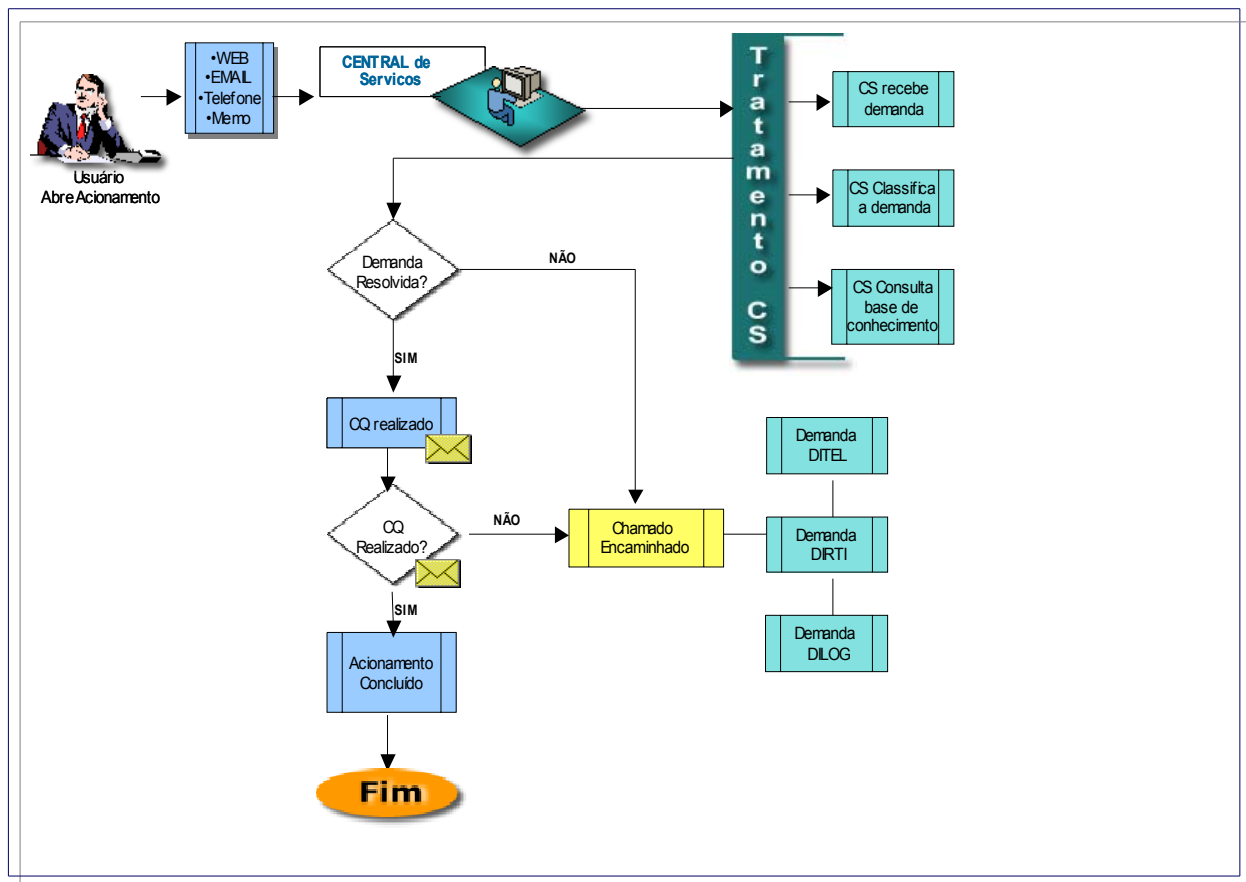 •WEB
•EMAIL
•Telefone
•Memo
CENTRAL de
Servicos
Usuário
Abre Acionamento
Tratamento CS
CS recebe
demanda
CS Classifica
a demanda
CS Consulta
base de
conhecimento
Demanda
Resolvida?
NÃO
SIM
CQ realizado
CQ
Realizado?
NÃO
SIM
Chamado
Encaminhado
Demanda
DITEL
Demanda
DIRTI
Demanda
DILOG
Acionamento
Concluído
Fim